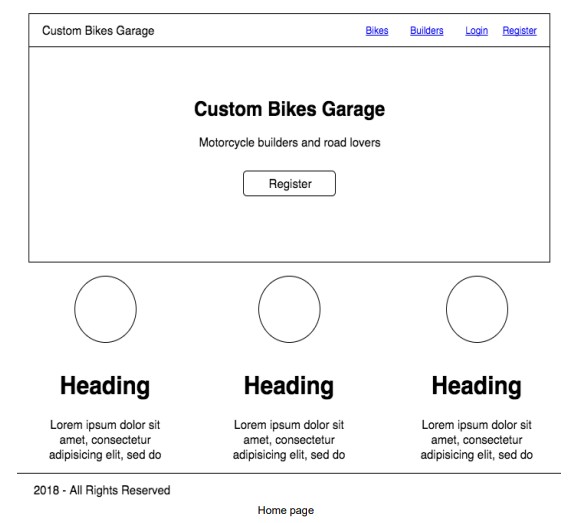 Custom Bikes Garage
Bikes Builders Login Register
Custom Bikes Garage
Motorcycle builders and road lovers
Register
Heading
Lorem ipsum dolor sit
amet, consectetur
adipisicing elit, sed do
Heading
Lorem ipsum dolor sit
amet, consectetur
adipisicing elit, sed do
Heading
Lorem ipsum dolor sit
amet, consectetur
adipisicing elit, sed do
2018 - All Rights Reserved
Home page